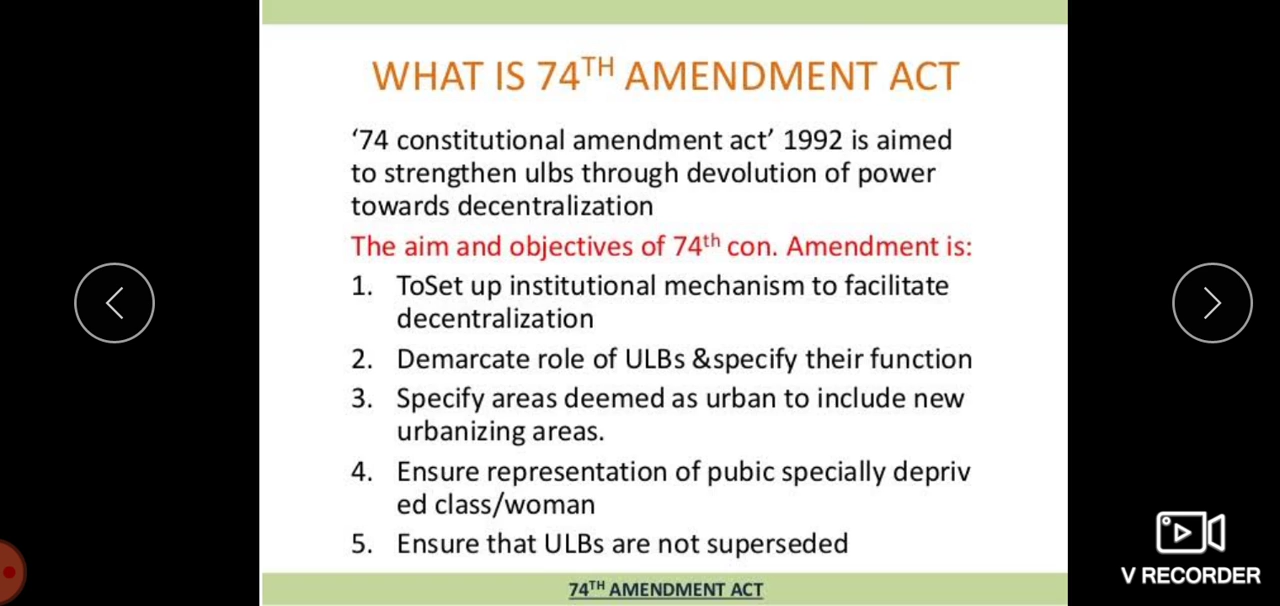 WHAT IS 74TH AMENDMENT ACT
‘74 constitutional amendment act’ 1992 is aimed
to strengthen ulbs through devolution of power
towards decentralization
The aim and objectives of 74th con. Amendment is:
1. ToSet up institutional mechanism to facilitate
decentralization
2. Demarcate role of ULBs &specify their function
3. Specify areas deemed as urban to include new
urbanizing areas.
4. Ensure representation of pubic specially depriv
ed class/woman
5. Ensure that ULBs are not superseded
74TH AMENDMENT ACT
V RECORDER